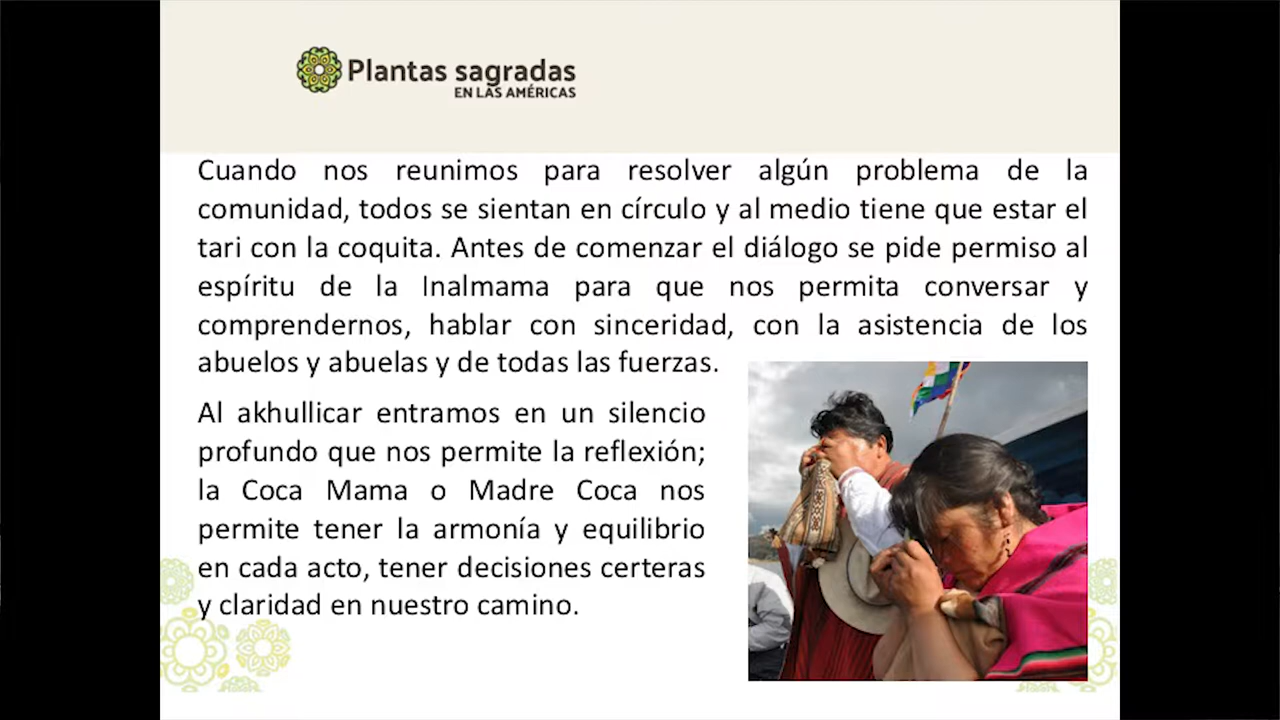 Plantas sagradas
EN LAS AMÉRICAS
Cuando nos reunimos para resolver algún problema de la
comunidad, todos se sientan en círculo y al medio tiene que estar el
tari con la coquita. Antes de comenzar el diálogo se pide permiso al
espíritu de la Inalmama para que nos permita conversar y
comprendernos, hablar con sinceridad, con la asistencia de los
abuelos y abuelas y de todas las fuerzas.
Al akhullicar entramos en un silencio
profundo que nos permite la reflexión;
la Coca Mama o Madre Coca nos
permite tener la armonía y equilibrio
en cada acto, tener decisiones certeras
y claridad en nuestro camino.